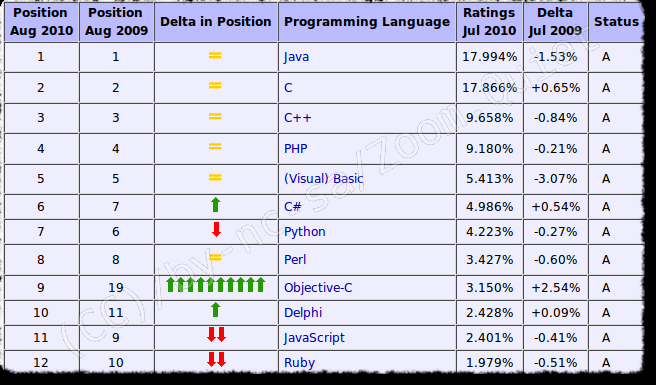 Position Aug 2010 Position Aug 2009 Delta in Position Programming Language Ratings Jul 2010 Delta Jul 2009 Status
1 1 = Java 17.994% -1.53% A
2 2 = C 17.866% +0.65% A
3 3 = C++ 9.658% -0.84% A
4 4 = PHP 9.180% -0.21% A
5 5 = (Visual) Basic 5.413% -3.07% A
6 7 ↑ C# 4.986% +0.54% A
7 6 ↓ Python 4.223% -0.27% A
8 8 = Perl 3.427% -0.60% A
9 19 ↑↑↑↑↑↑↑↑↑↑ Objective-C 3.150% +2.54% A
10 11 ↑ Delphi 2.428% +0.09% A
11 9 ↓↓ JavaScript 2.401% -0.41% A
12 10 ↓↓ Ruby 1.979% -0.51% A
(cc)/by-nc-sa/Zoom.quiet